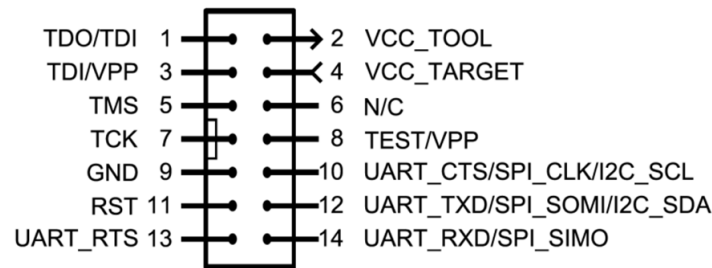 TDO/TDI 1 2 VCC_TOOL
TDI/VPP 3 4 VCC_TARGET
TMS 5 6 N/C
TCK 7 8 TEST/VPP
GND 9 10 UART_CTS/SPI_CLK/I2C_SCL
RST 11 12 UART_TXD/SPI_SOMI/I2C_SDA
UART_RTS 13 14 UART_RXD/SPI_SIMO